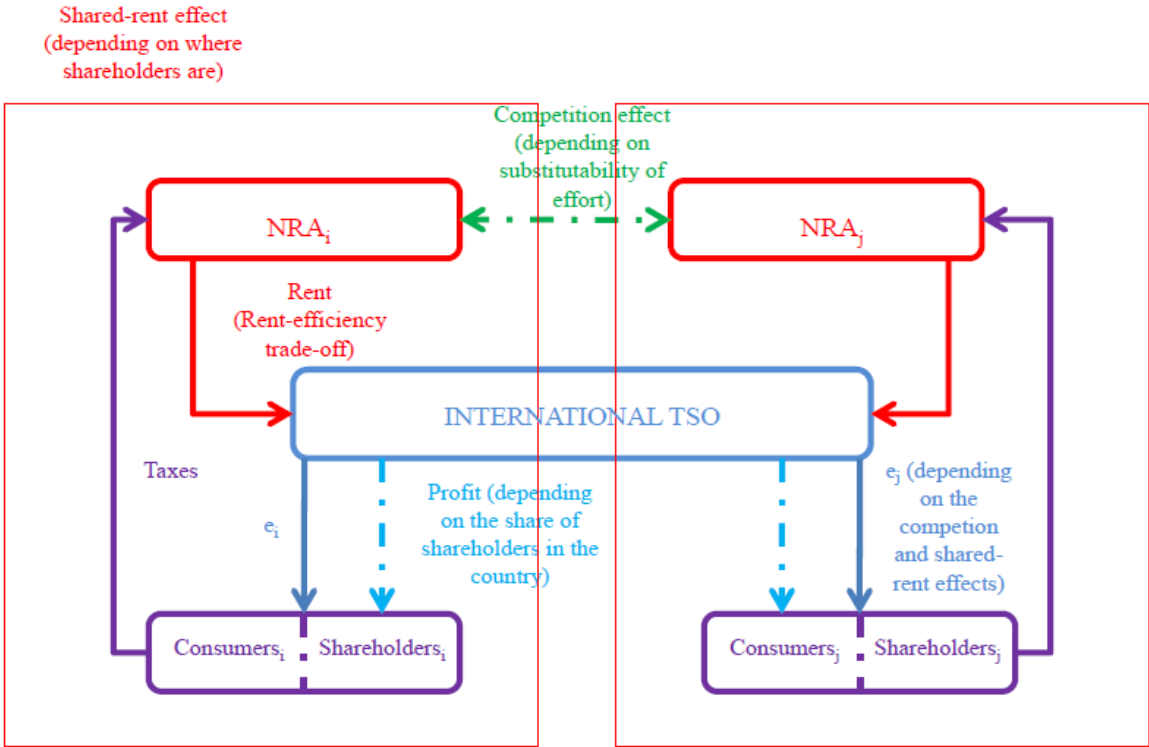 Shared-rent effect
(depending on where
shareholders are)
Competition effect
(depending on
substitutability of
effort)
NRAi
NRAj
Rent
(Rent-efficiency
trade-off)
INTERNATIONAL TSO
Taxes
ei
Profit (depending
on the share of
shareholders in the
country)
ej (depending
on the
competion
and shared-
rent effects)
Consumersi
Shareholdersi
Consumersj
Shareholdersj